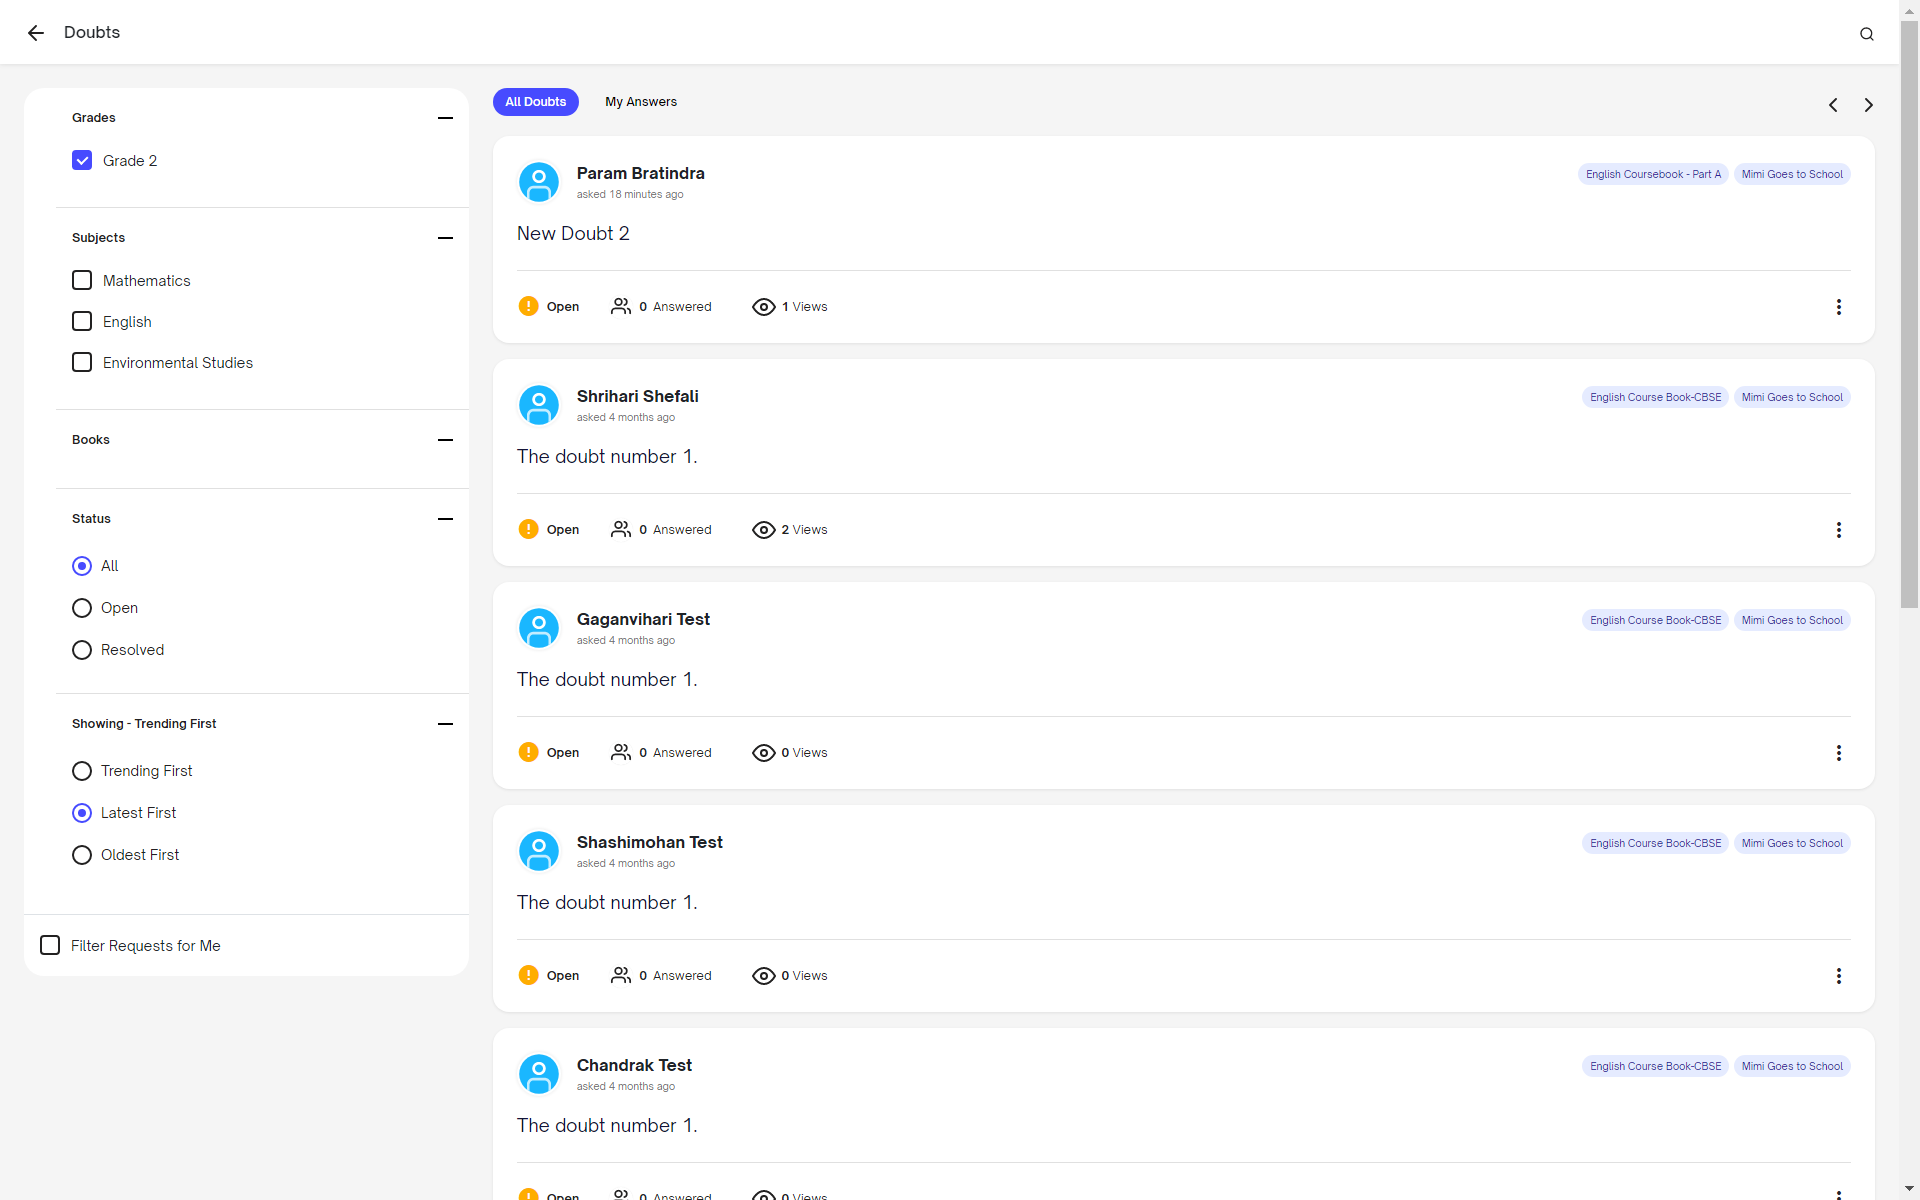 Doubts
Grades
Grade 2
Subjects
Mathematics
English
Environmental Studies
Books
Status
All
Open
Resolved
Showing - Trending First
Trending First
Latest First
Oldest First
Filter Requests for Me
All Doubts My Answers
Param Bratindra
asked 18 minutes ago
English Coursebook - Part A Mimi Goes to School
New Doubt 2
Open 0 Answered 1 Views
Shrihari Shefali
asked 4 months ago
English Course Book-CBSE Mimi Goes to School
The doubt number 1.
Open 0 Answered 2 Views
Gaganvihari Test
asked 4 months ago
English Course Book-CBSE Mimi Goes to School
The doubt number 1.
Open 0 Answered 0 Views
Shashimohan Test
asked 4 months ago
English Course Book-CBSE Mimi Goes to School
The doubt number 1.
Open 0 Answered 0 Views
Chandrak Test
asked 4 months ago
English Course Book-CBSE Mimi Goes to School
The doubt number 1.
Open 0 Answered 0 Views